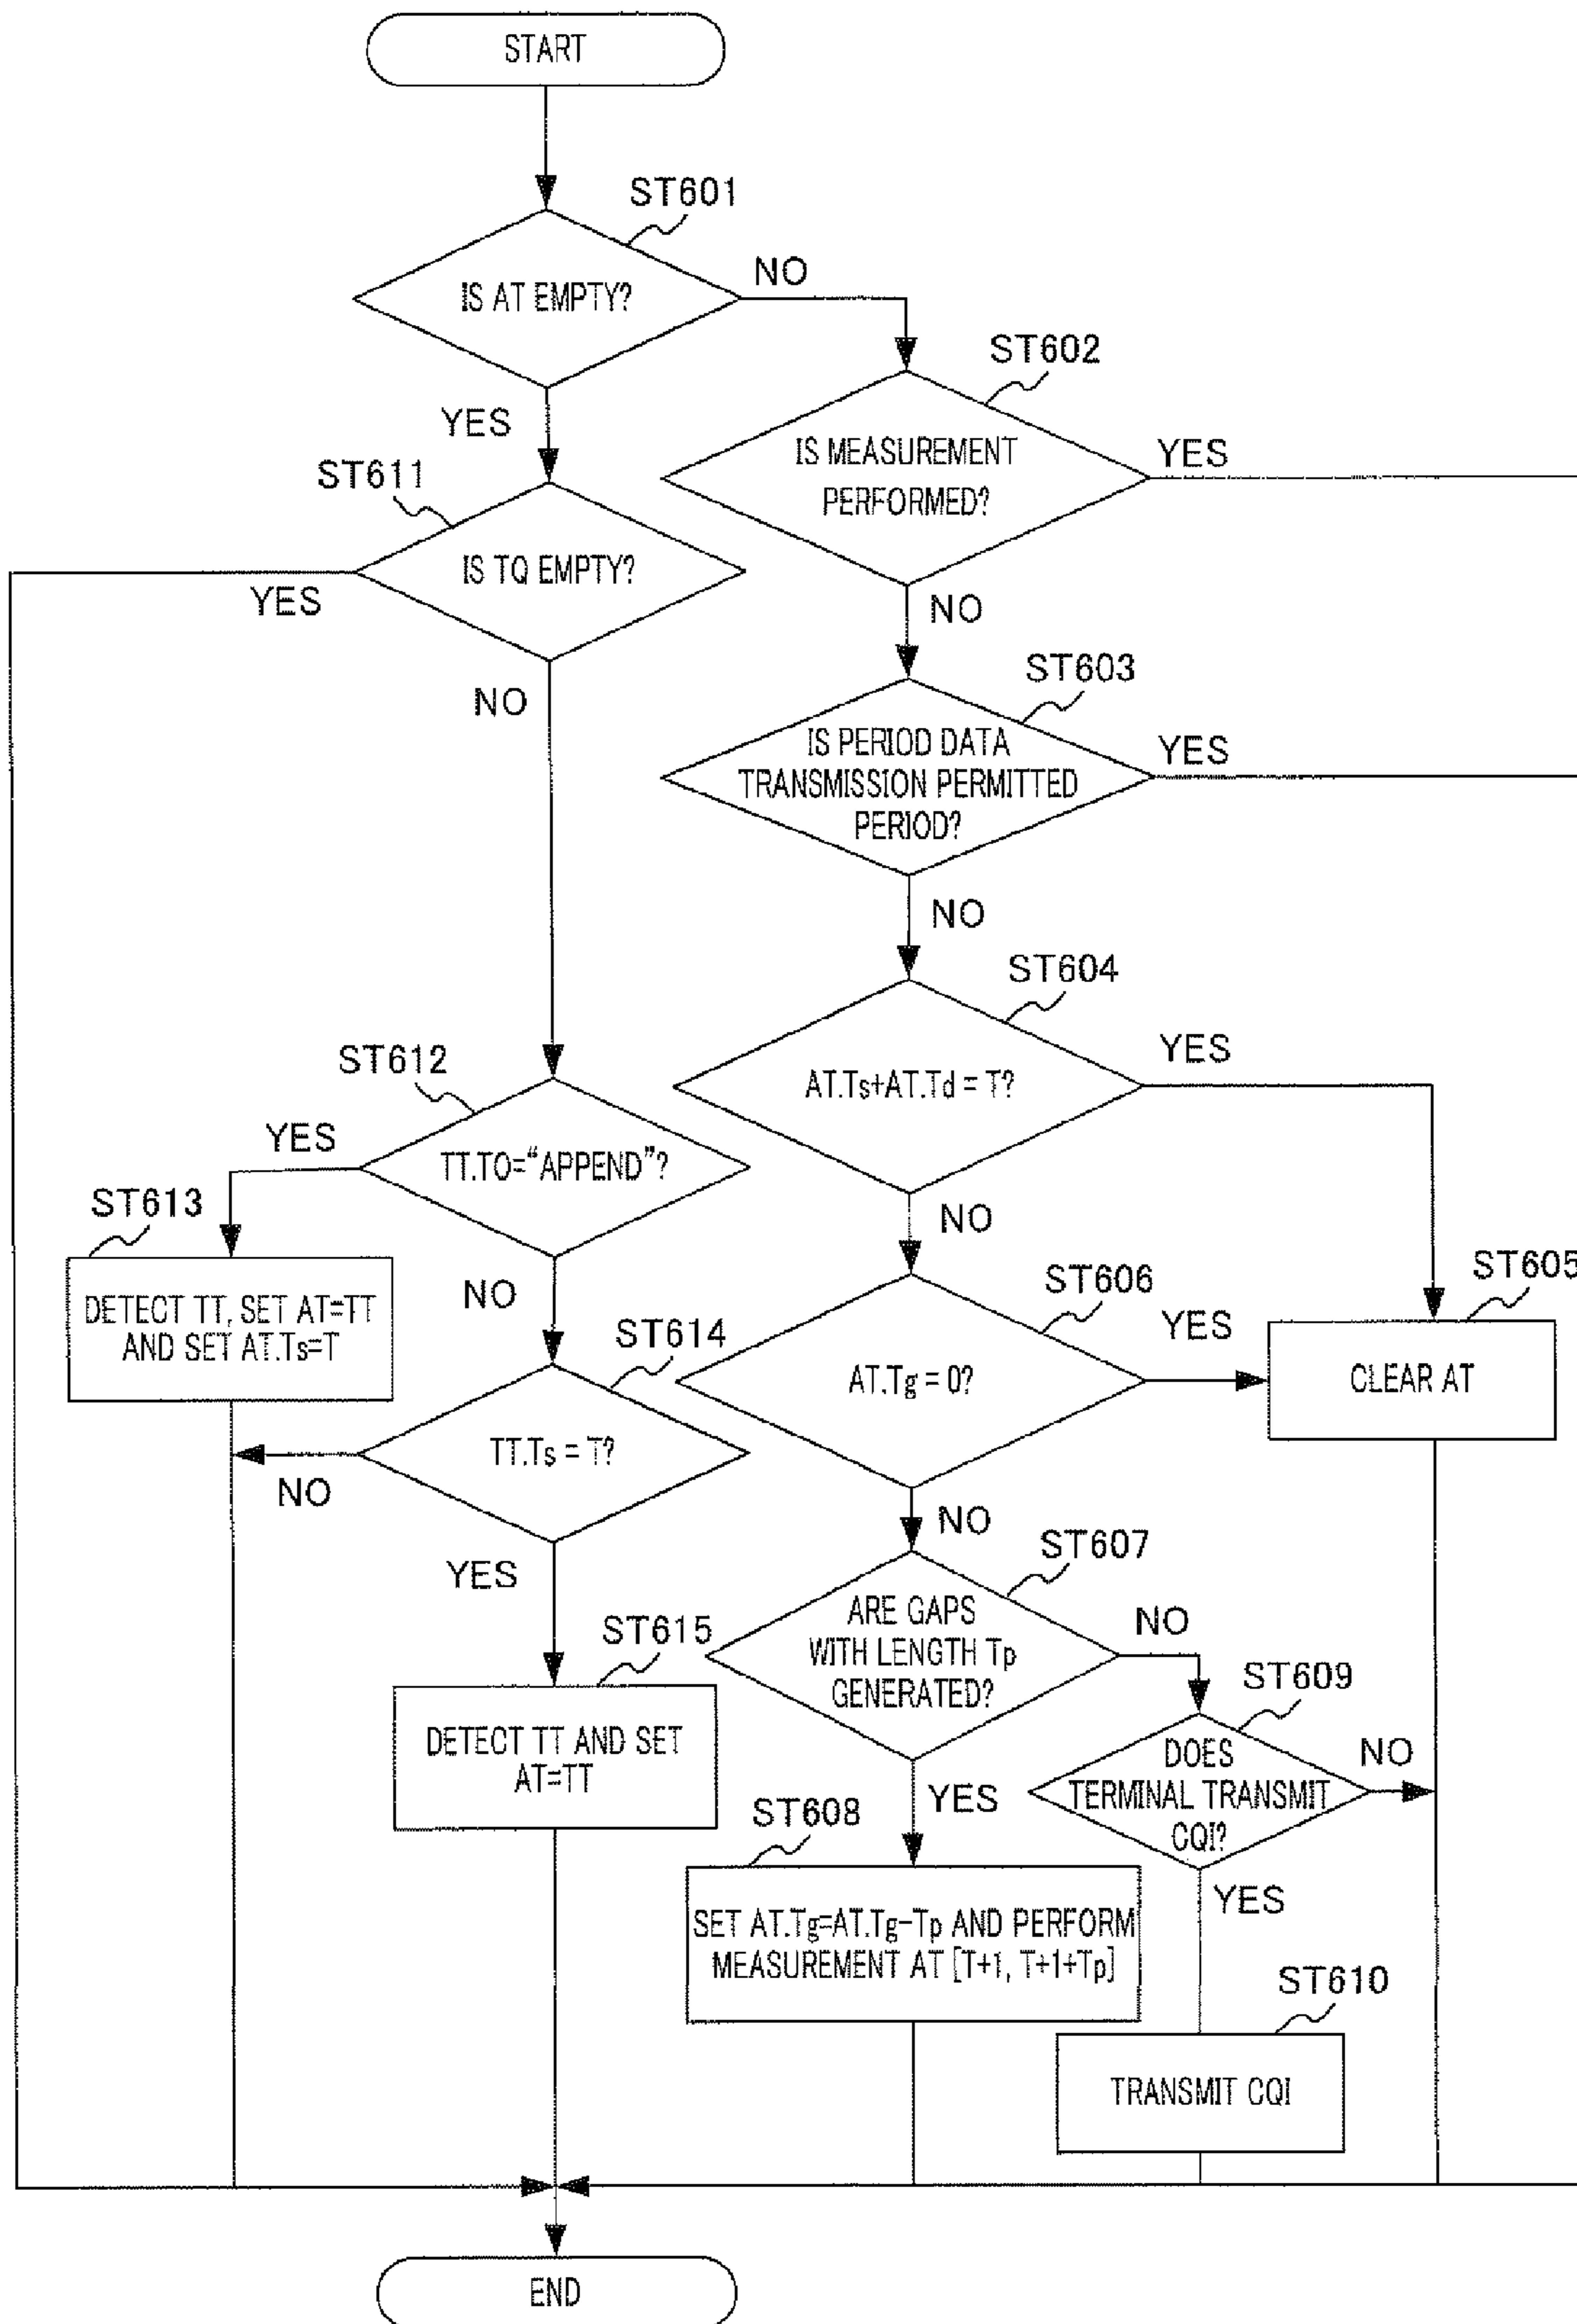 START
ST601
IS AT EMPTY?
NO
YES
ST602
IS MEASUREMENT
PERFORMED?
YES
NO
ST611
IS TQ EMPTY?
YES
NO
ST603
IS PERIOD DATA
TRANSMISSION PERMITTED
PERIOD?
YES
NO
ST604
AT.Ts+AT.Td = T?
YES
NO
ST612
TT.TO="APPEND"?
YES
NO
ST613
DETECT TT, SET AT=TT
AND SET AT.Ts=T
ST605
CLEAR AT
ST606
AT.Tg = 0?
YES
NO
ST614
TT.Ts = T?
NO
YES
ST607
ARE GAPS
WITH LENGTH Tp
GENERATED?
NO
YES
ST615
DETECT TT AND SET
AT=TT
ST609
DOES
TERMINAL TRANSMIT
CQI?
NO
YES
ST608
SET AT.Tg=AT.Tg-Tp AND PERFORM
MEASUREMENT AT [T+1, T+1+Tp]
ST610
TRANSMIT CQI
END